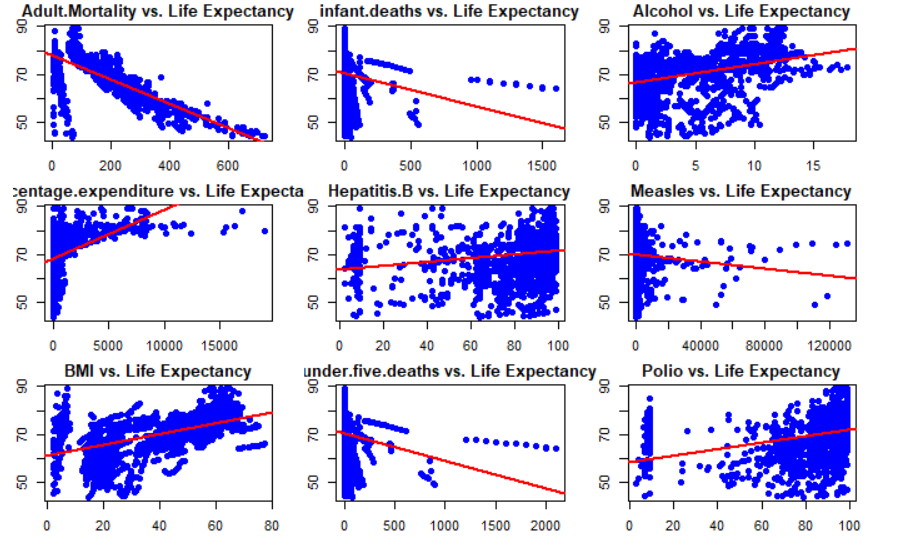 Adult.Mortality vs. Life Expectancy
infant.deaths vs. Life Expectancy
Alcohol vs. Life Expectancy
90
70
50
0 200 400 600
90
70
50
0 500 1000 1500
90
70
50
0 5 10 15
centage.expenditure vs. Life Expecta
Hepatitis.B vs. Life Expectancy
Measles vs. Life Expectancy
90
70
50
0 5000 10000 15000
90
70
50
0 20 40 60 80 100
90
70
50
0 40000 80000 120000
BMI vs. Life Expectancy
under.five.deaths vs. Life Expectancy
Polio vs. Life Expectancy
90
70
50
0 20 40 60 80
90
70
50
0 500 1000 1500 2000
90
70
50
0 20 40 60 80 100